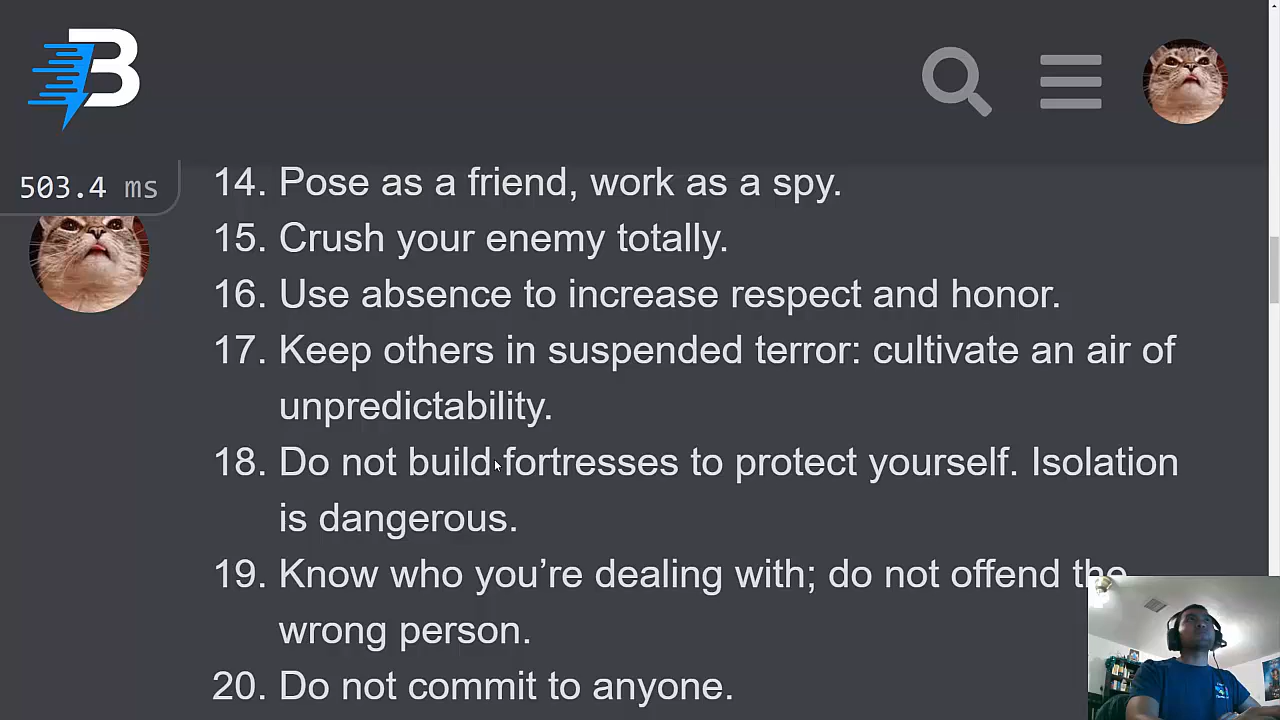 B
503.4 ms
14. Pose as a friend, work as a spy.
15. Crush your enemy totally.
16. Use absence to increase respect and honor.
17. Keep others in suspended terror: cultivate an air of
unpredictability.
18. Do not build fortresses to protect yourself. Isolation
is dangerous.
19. Know who you’re dealing with; do not offend the
wrong person.
20. Do not commit to anyone.